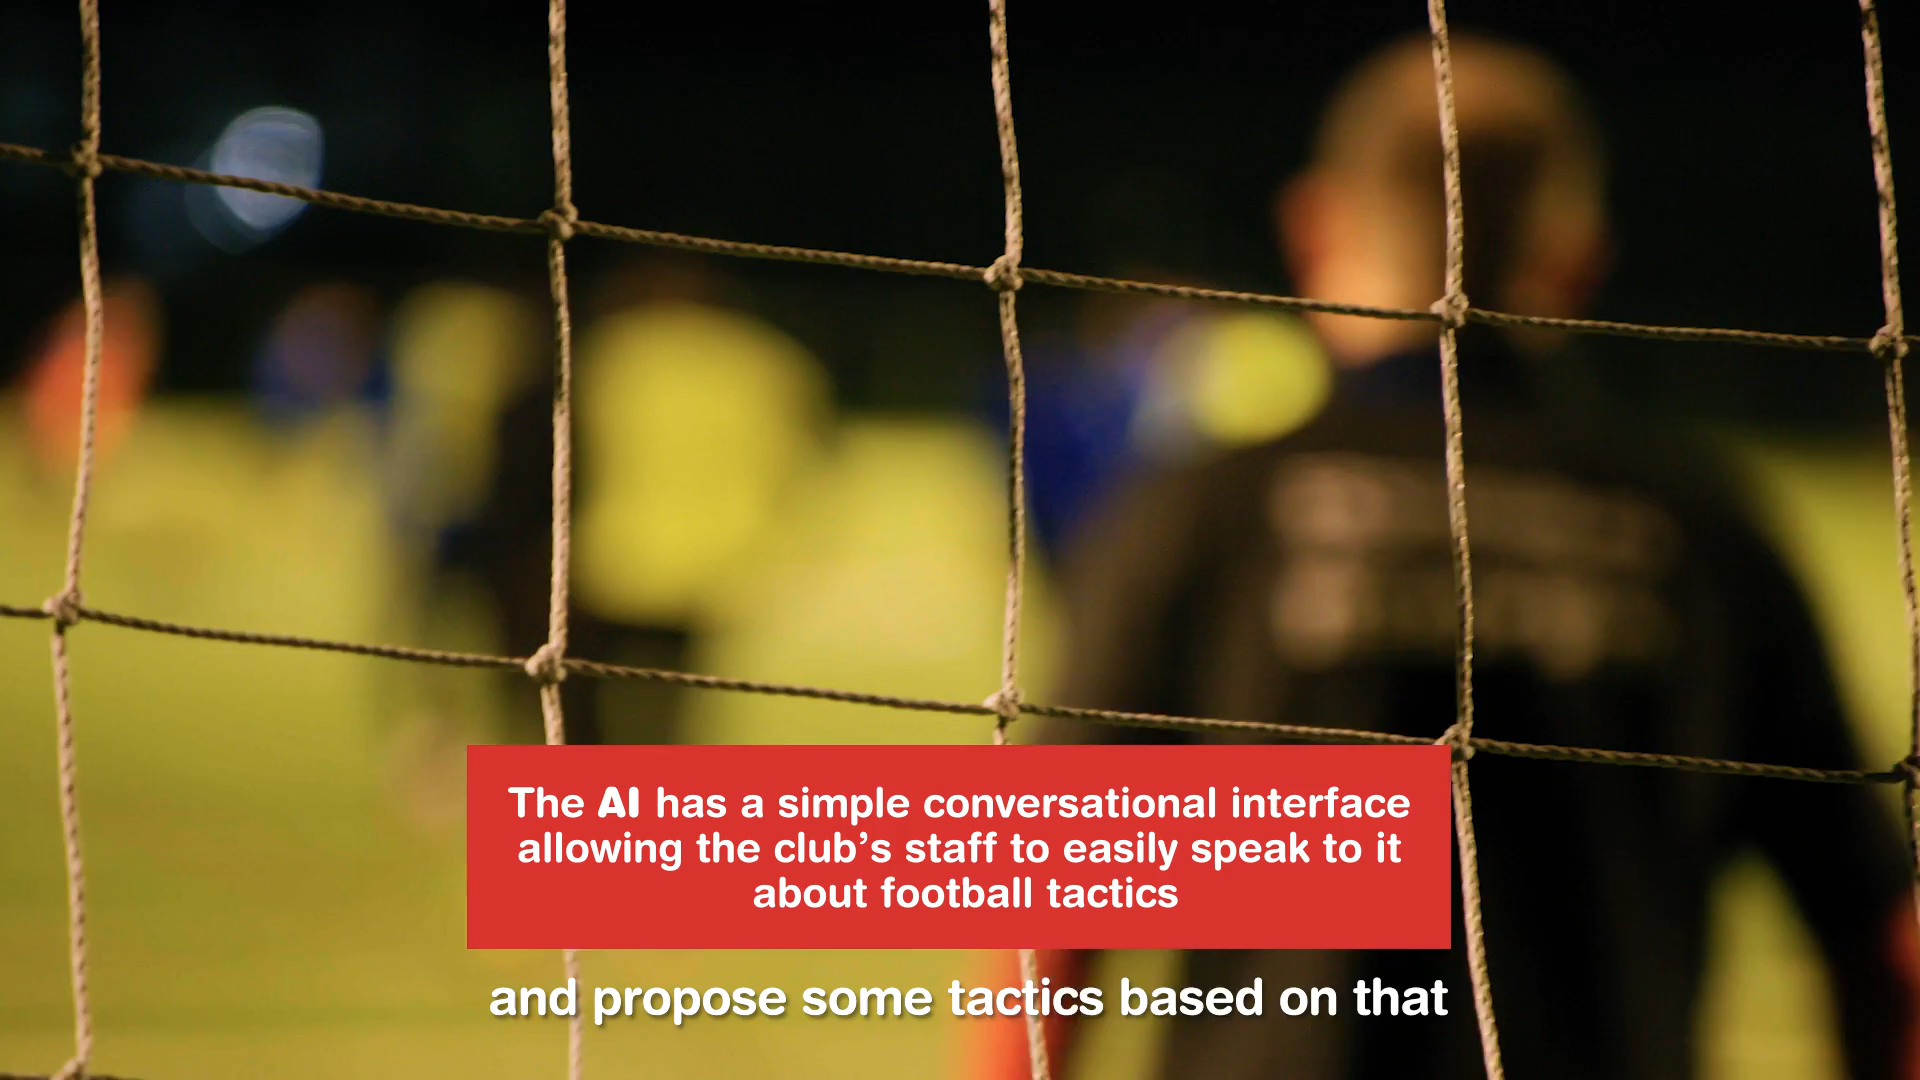 The AI has a simple conversational interface
allowing the club's staff to easily speak to it
about football tactics
and propose some tactics based on that